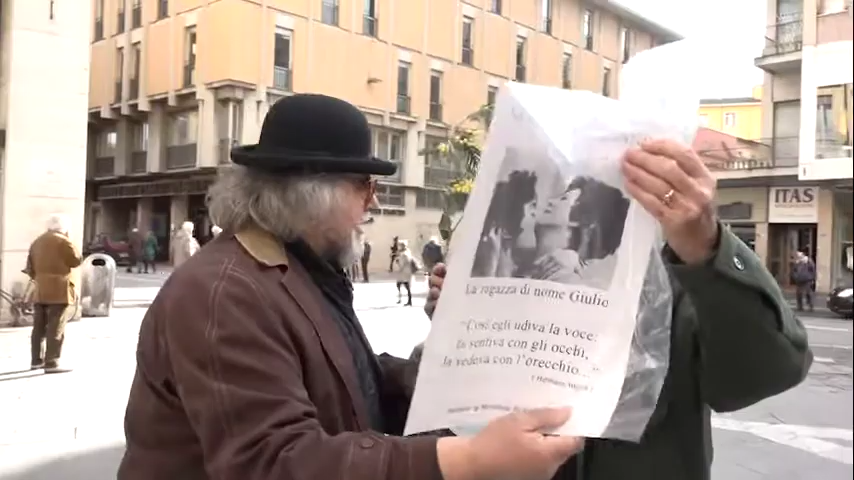 La ragazza di nome Giulio
"Così egli udiva la voce:
la sentiva con gli occhi,
la vedeva con l'orecchio..."
ITAS